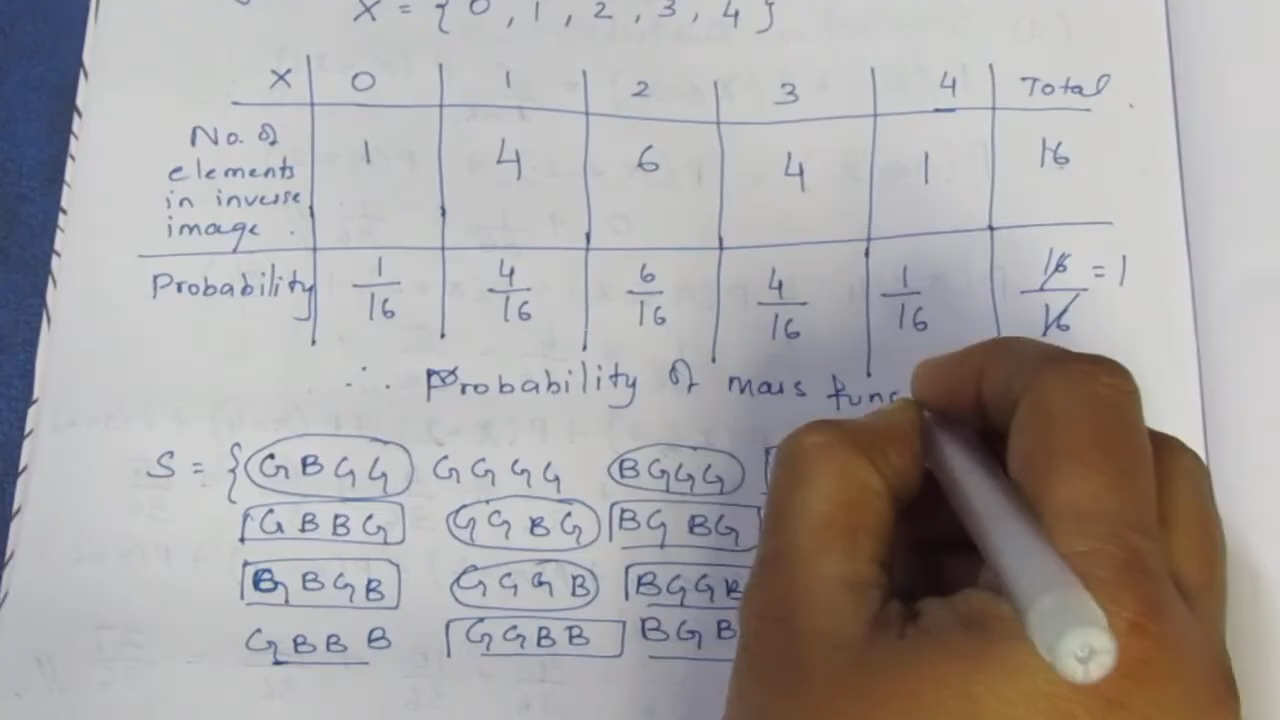 X = { 0 , 1 , 2 , 3 , 4 }
X 0 1 2 3 4 Total
No. of elements in inverse image . 1 4 6 4 1 16
Probability 1/16 4/16 6/16 4/16 1/16 16/16 = 1
∴ Probability of mass func
S = { GBGG GGGG BGGG
GBBG GGBG BGBG
GBGB GGGB BGGB
GBBB GGBB BGB